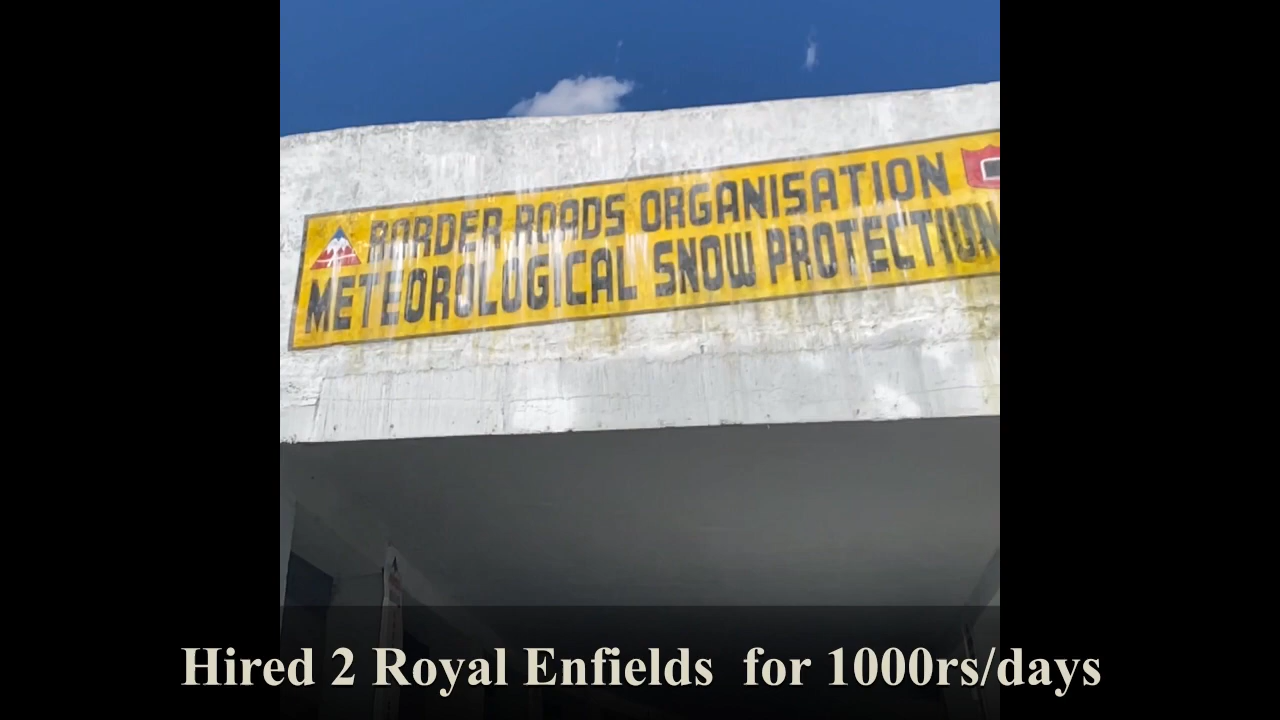 BORDER ROADS ORGANISATION
METEOROLOGICAL SNOW PROTECTION
Hired 2 Royal Enfields for 1000rs/days